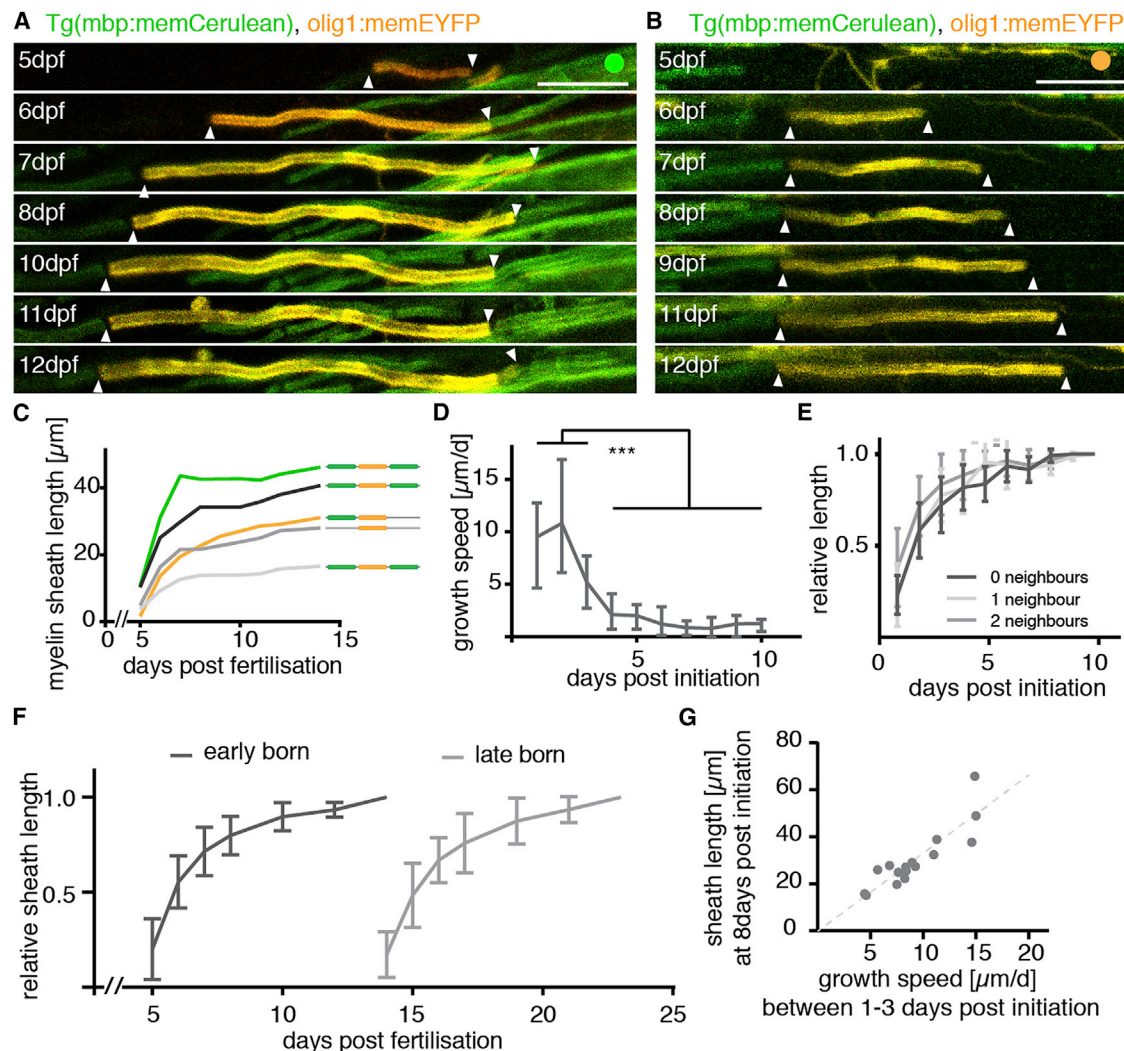 A Tg(mbp:memCerulean), olig1:memEYFP
5dpf
6dpf
7dpf
8dpf
10dpf
11dpf
12dpf
B Tg(mbp:memCerulean), olig1:memEYFP
5dpf
6dpf
7dpf
8dpf
9dpf
11dpf
12dpf
C
myelin sheath length [µm]
40
20
0
0 5 10 15
days post fertilisation
D
growth speed [µm/d]
15
10
5
***
5 10
days post initiation
E
relative length
1.0
0.5
0 neighbours
1 neighbour
2 neighbours
0 5 10
days post initiation
F
early born
late born
relative sheath length
1.0
0.5
0
5 10 15 20 25
days post fertilisation
G
sheath length [µm]
at 8days post initiation
80
60
40
20
0
5 10 15 20
growth speed [µm/d]
between 1-3 days post initiation